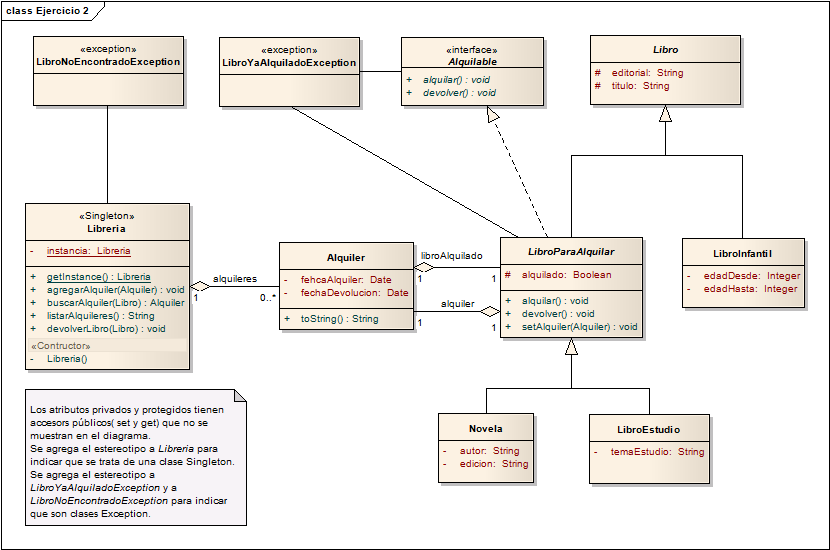 class Ejercicio 2
«exception»
LibroNoEncontradoException
«exception»
LibroYaAlquiladoException
«interface»
Alquilable
+ alquilar() : void
+ devolver() : void
Libro
# editorial: String
# titulo: String
«Singleton»
Libreria
- instancia: Libreria
+ getInstance() : Libreria
+ agregarAlquiler(Alquiler) : void
+ buscarAlquiler(Libro) : Alquiler
+ listarAlquileres() : String
+ devolverLibro(Libro) : void
«Contructor»
- Libreria()
alquileres
1
0..*
Alquiler
- fehcaAlquiler: Date
- fechaDevolucion: Date
+ toString() : String
libroAlquilado
1
1
alquiler
1
1
LibroParaAlquilar
# alquilado: Boolean
+ alquilar() : void
+ devolver() : void
+ setAlquiler(Alquiler) : void
LibroInfantil
- edadDesde: Integer
- edadHasta: Integer
Novela
- autor: String
- edicion: String
LibroEstudio
- temaEstudio: String
Los atributos privados y protegidos tienen
accesors públicos( set y get) que no se
muestran en el diagrama.
Se agrega el estereotipo a Libreria para
indicar que se trata de una clase Singleton.
Se agrega el estereotipo a
LibroYaAlquiladoException y a
LibroNoEncontradoException para indicar
que son clases Exception.